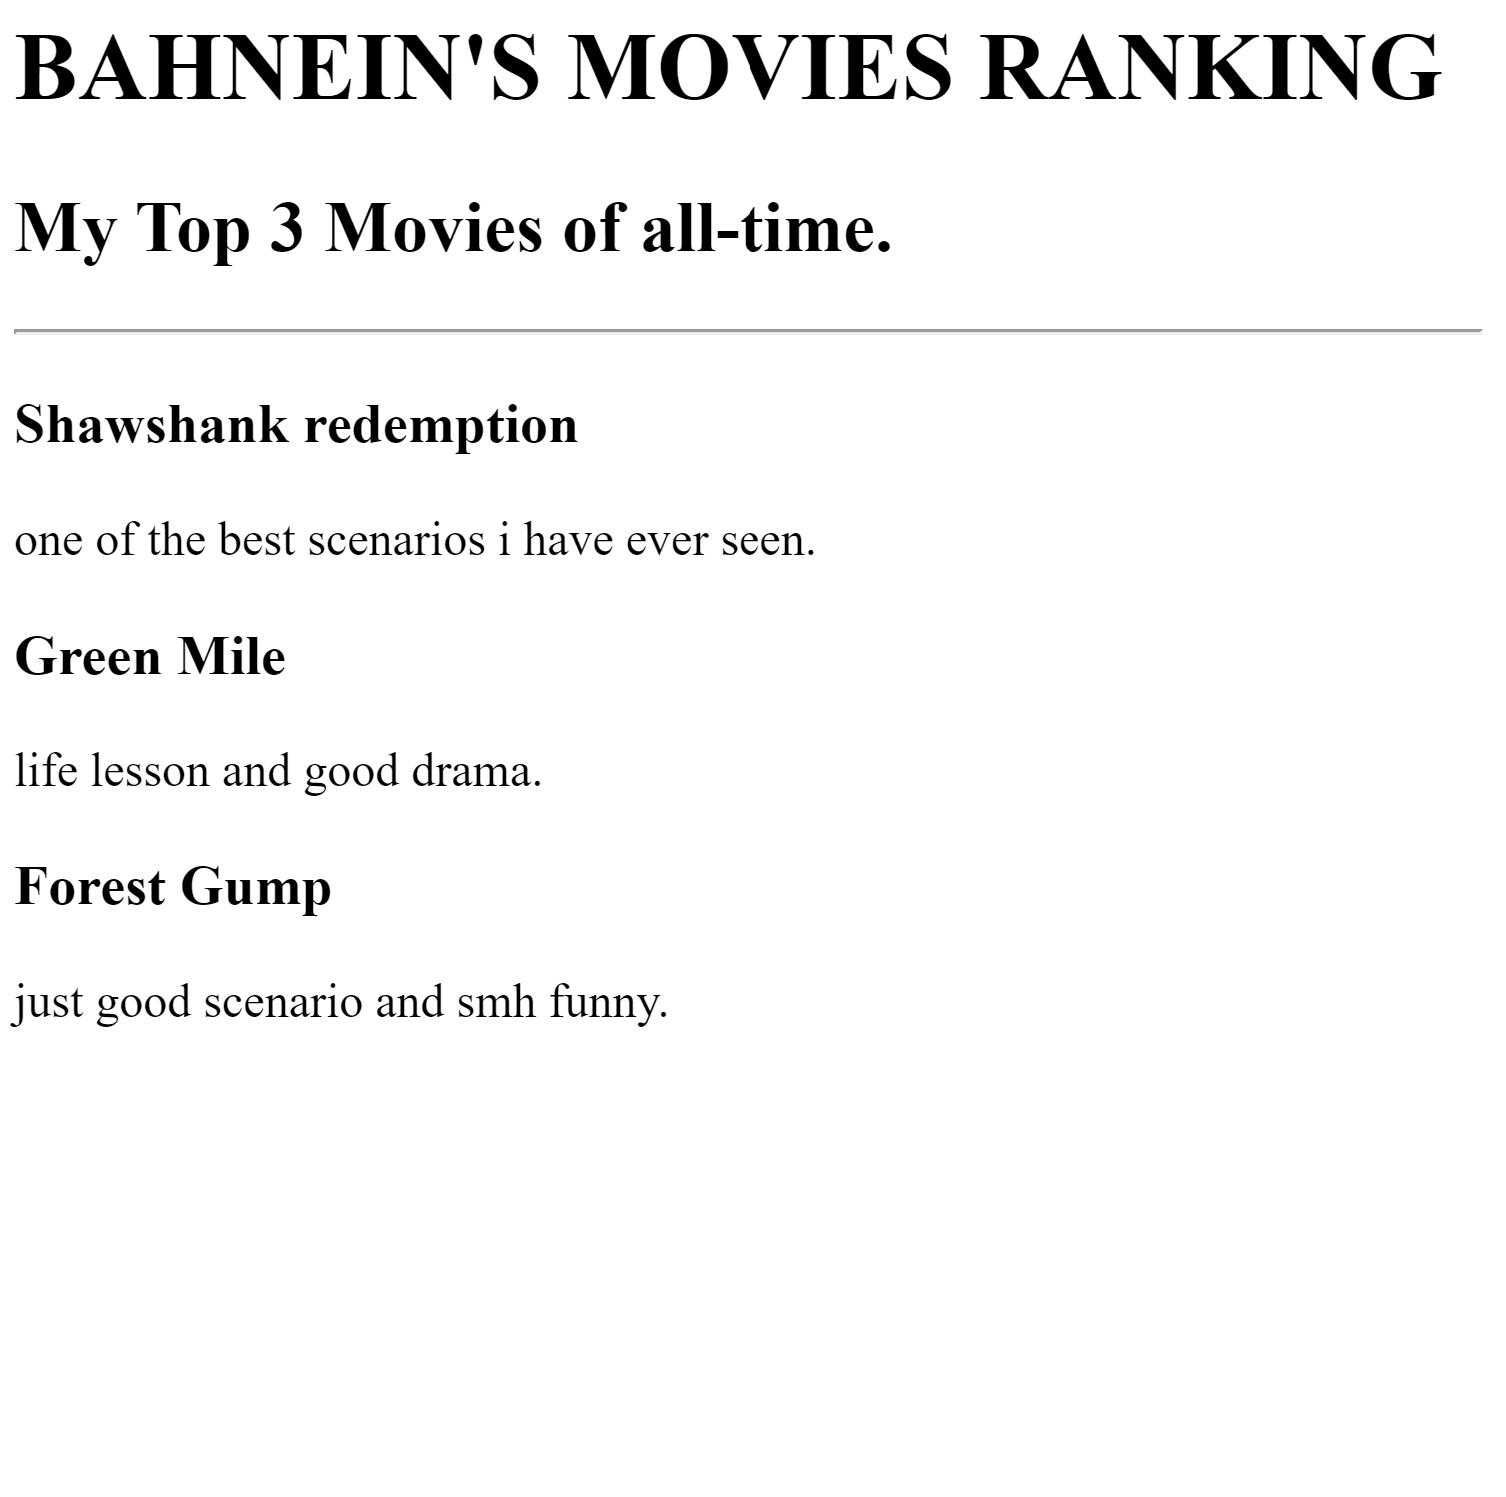 BAHNEIN'S MOVIES RANKING
My Top 3 Movies of all-time.
Shawshank redemption
one of the best scenarios i have ever seen.
Green Mile
life lesson and good drama.
Forest Gump
just good scenario and smh funny.